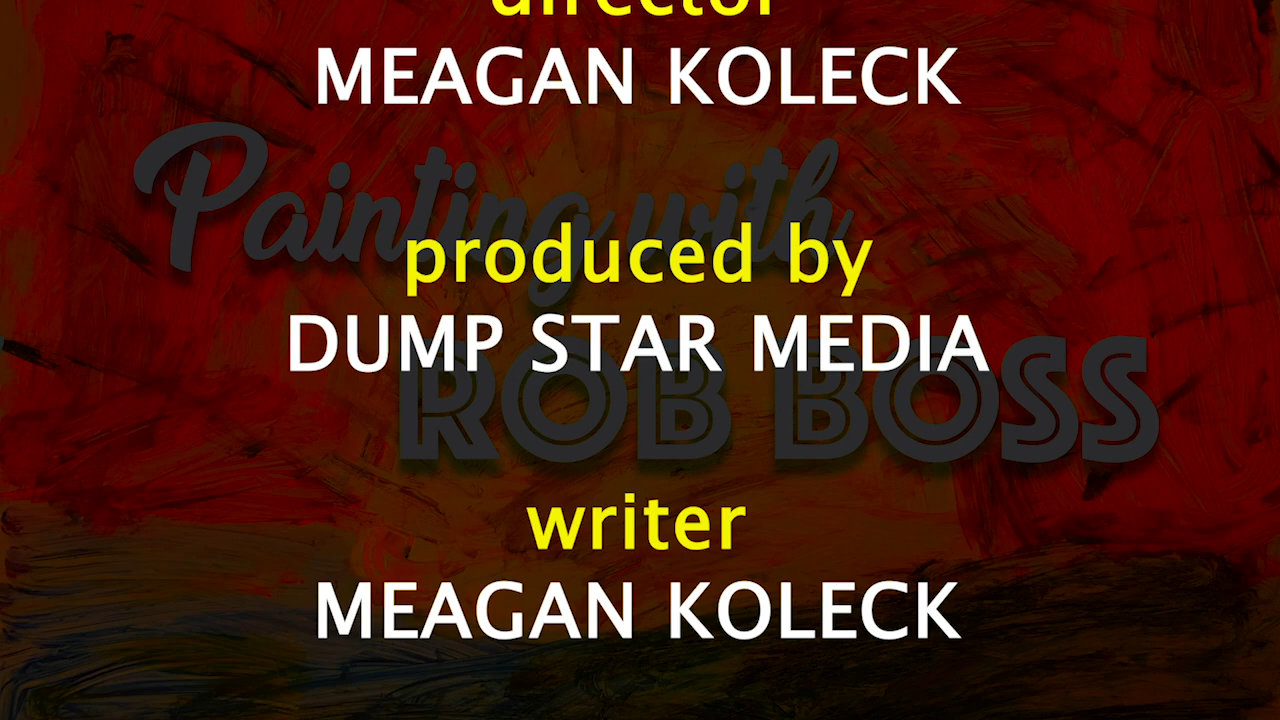 director
MEAGAN KOLECK
Painting with
produced by
DUMP STAR MEDIA
ROB BOSS
writer
MEAGAN KOLECK